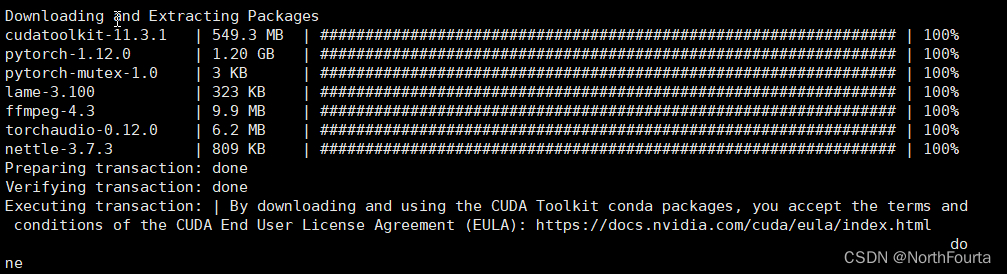 Downloading and Extracting Packages
cudatoolkit-11.3.1   | 549.3 MB  | ############################################################### | 100%
pytorch-1.12.0       | 1.20 GB   | ############################################################### | 100%
pytorch-mutex-1.0    | 3 KB      | ############################################################### | 100%
lame-3.100           | 323 KB    | ############################################################### | 100%
ffmpeg-4.3           | 9.9 MB    | ############################################################### | 100%
torchaudio-0.12.0    | 6.2 MB    | ############################################################### | 100%
nettle-3.7.3         | 809 KB    | ############################################################### | 100%
Preparing transaction: done
Verifying transaction: done
Executing transaction: | By downloading and using the CUDA Toolkit conda packages, you accept the terms and
 conditions of the CUDA End User License Agreement (EULA): https://docs.nvidia.com/cuda/eula/index.html
do
ne
CSDN @NorthFourta